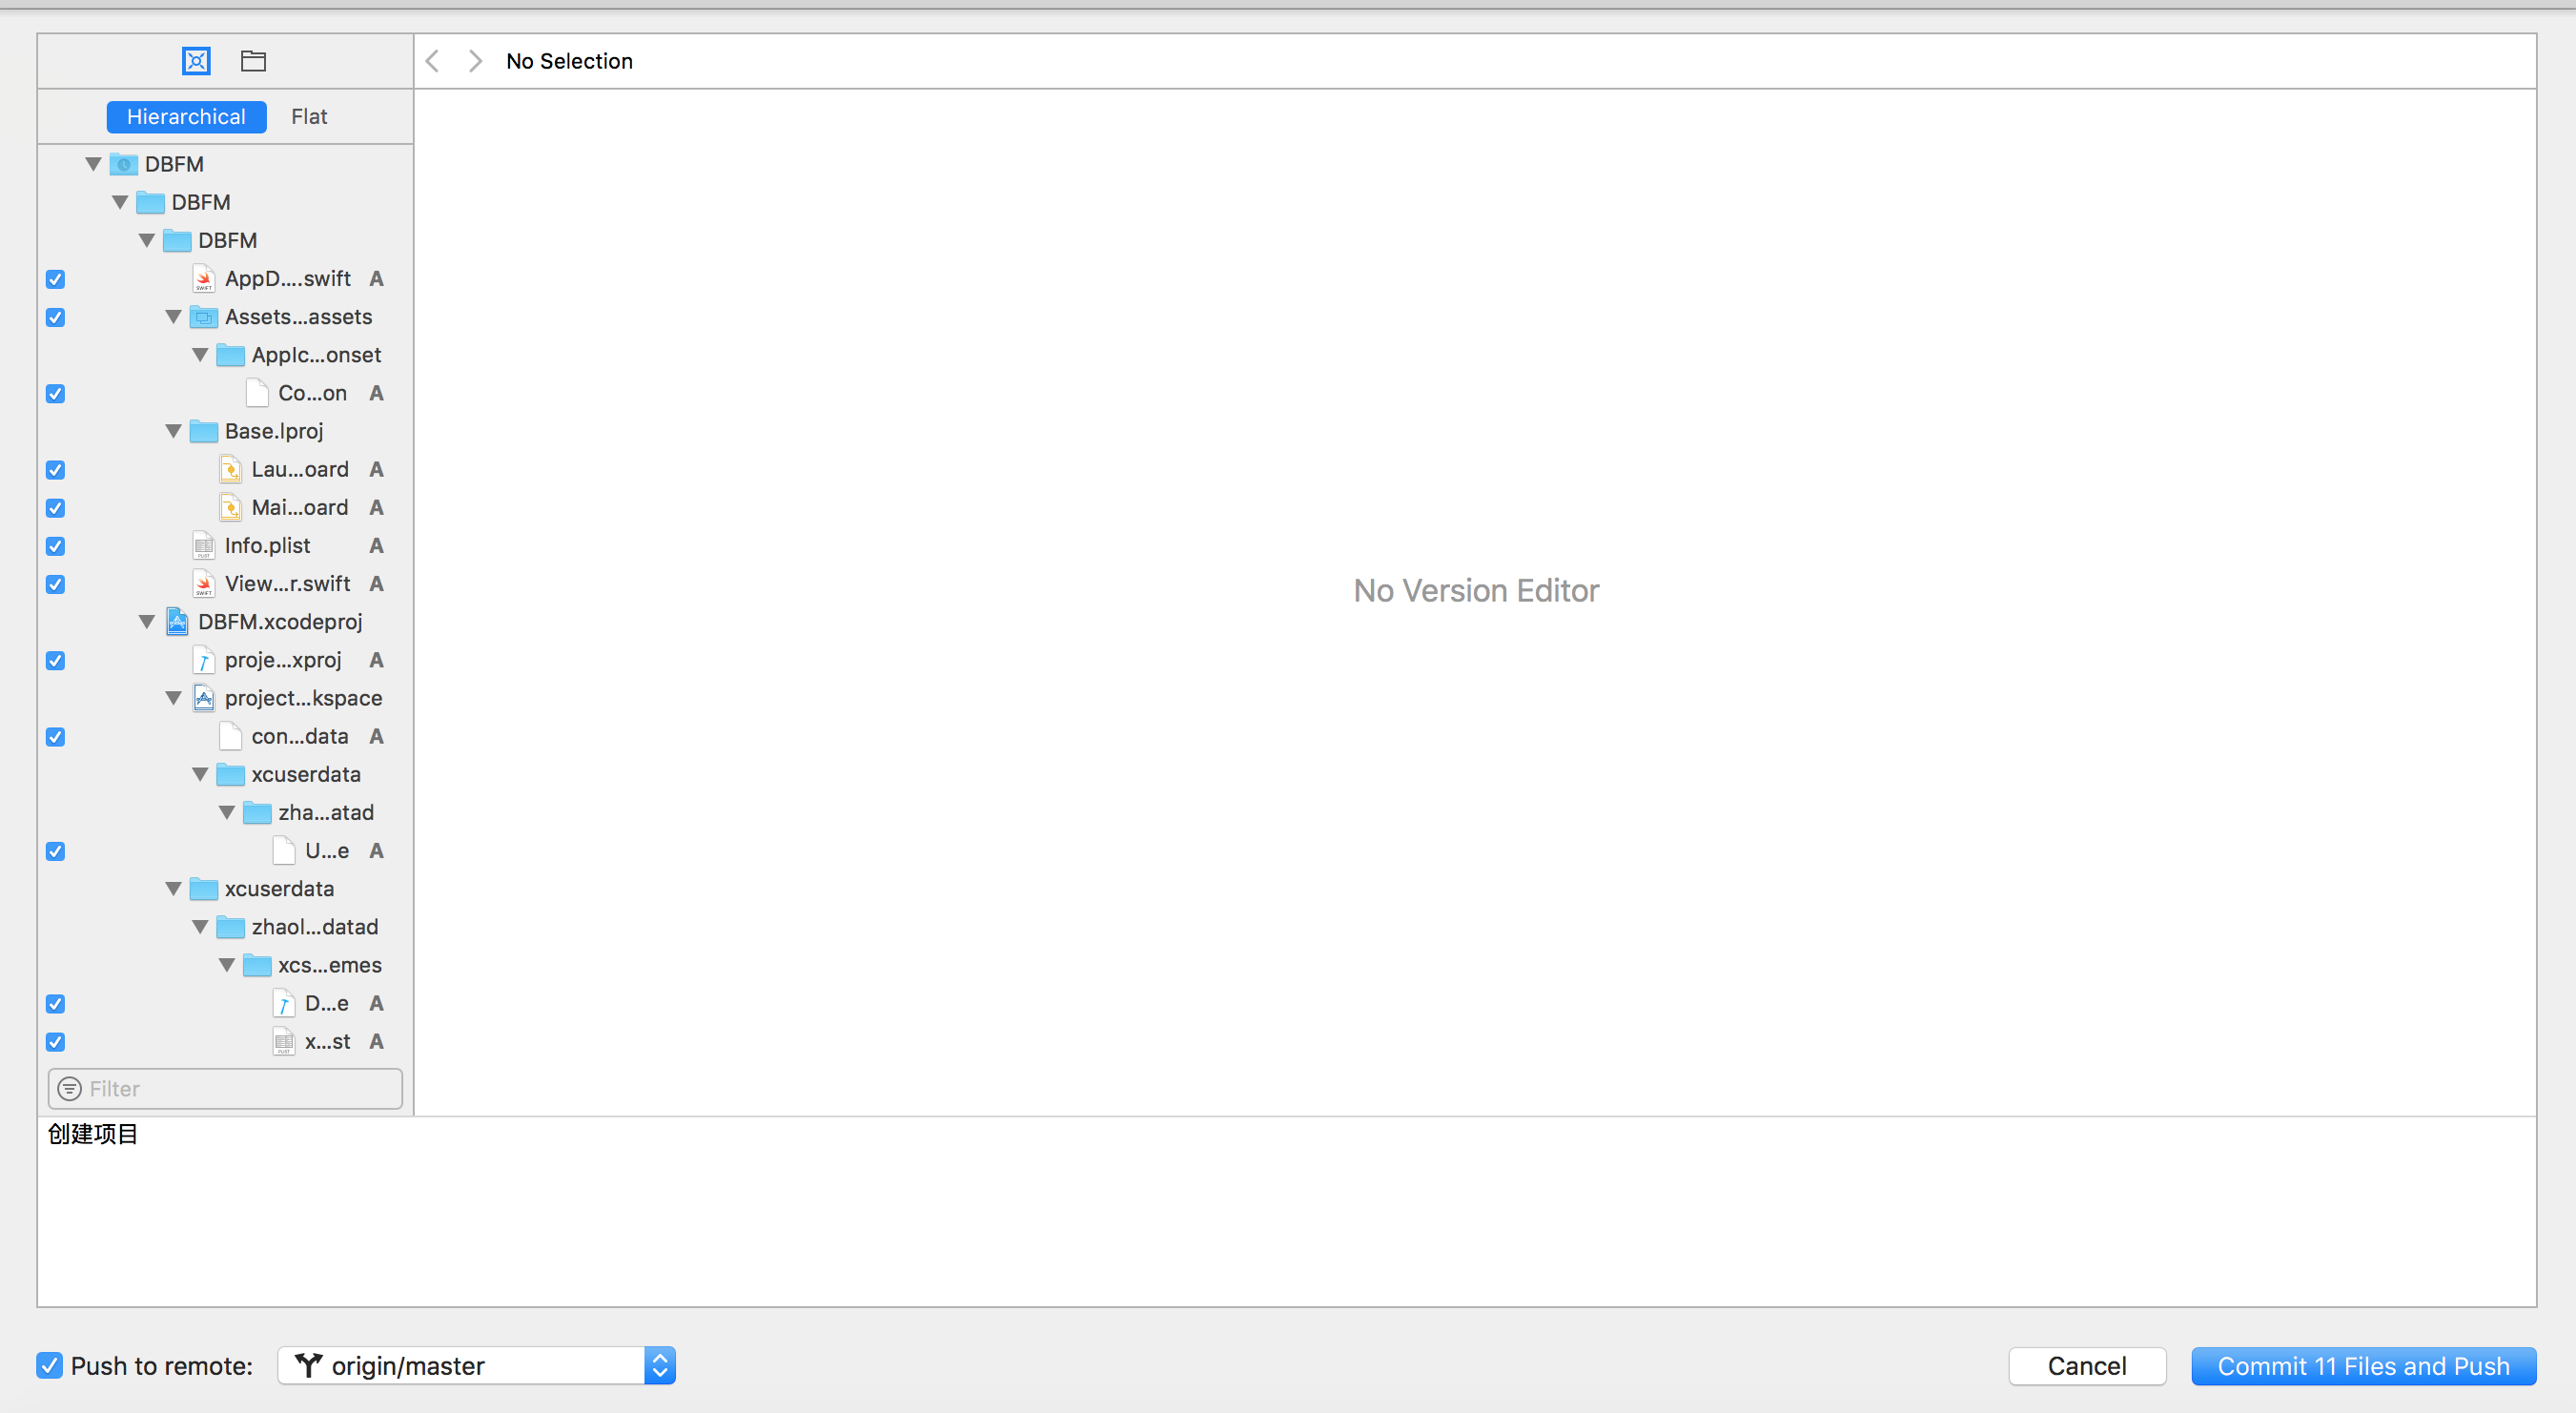 No Selection
Hierarchical Flat
DBFM
DBFM
DBFM
AppD....swift A
Assets...assets
AppIc...onset
Co...on A
Base.lproj
Lau...oard A
Mai...oard A
Info.plist A
View...r.swift A
DBFM.xcodeproj
proje...xproj A
project...kspace
con...data A
xcuserdata
zha...atad
U...e A
xcuserdata
zhaol...datad
xcs...emes
D...e A
x...st A
Filter
No Version Editor
创建项目
Push to remote: origin/master
Cancel Commit 11 Files and Push